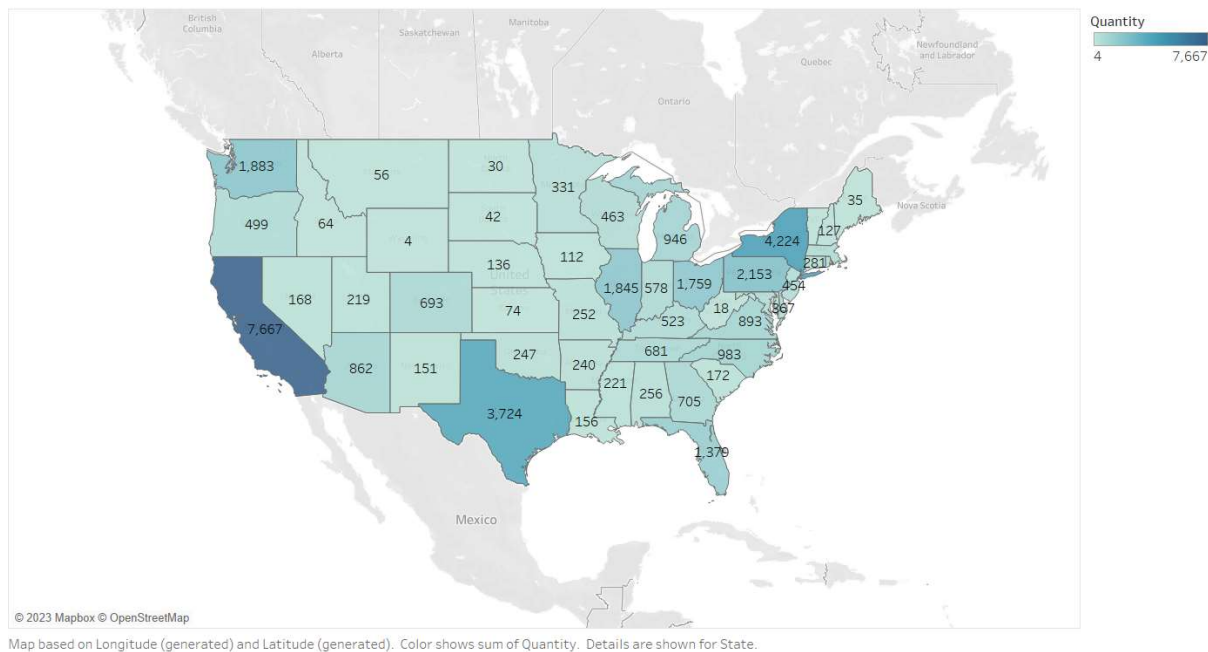 British
Columbia
Manitoba
Saskatchewan
Alberta
Newfoundland
and Labrador
Quebec
Ontario
Nova Scotia
Quantity
4 7,667
1,883
56
30
331
35
499
64
42
463
127
4
946
4,224
136
112
281
2,153
United
States
1,845
578
1,759
454
168
219
693
74
252
18
367
893
7,667
523
681
983
862
151
247
240
172
221
256
705
3,724
156
1,379
Mexico
© 2023 Mapbox © OpenStreetMap
Map based on Longitude (generated) and Latitude (generated). Color shows sum of Quantity. Details are shown for State.